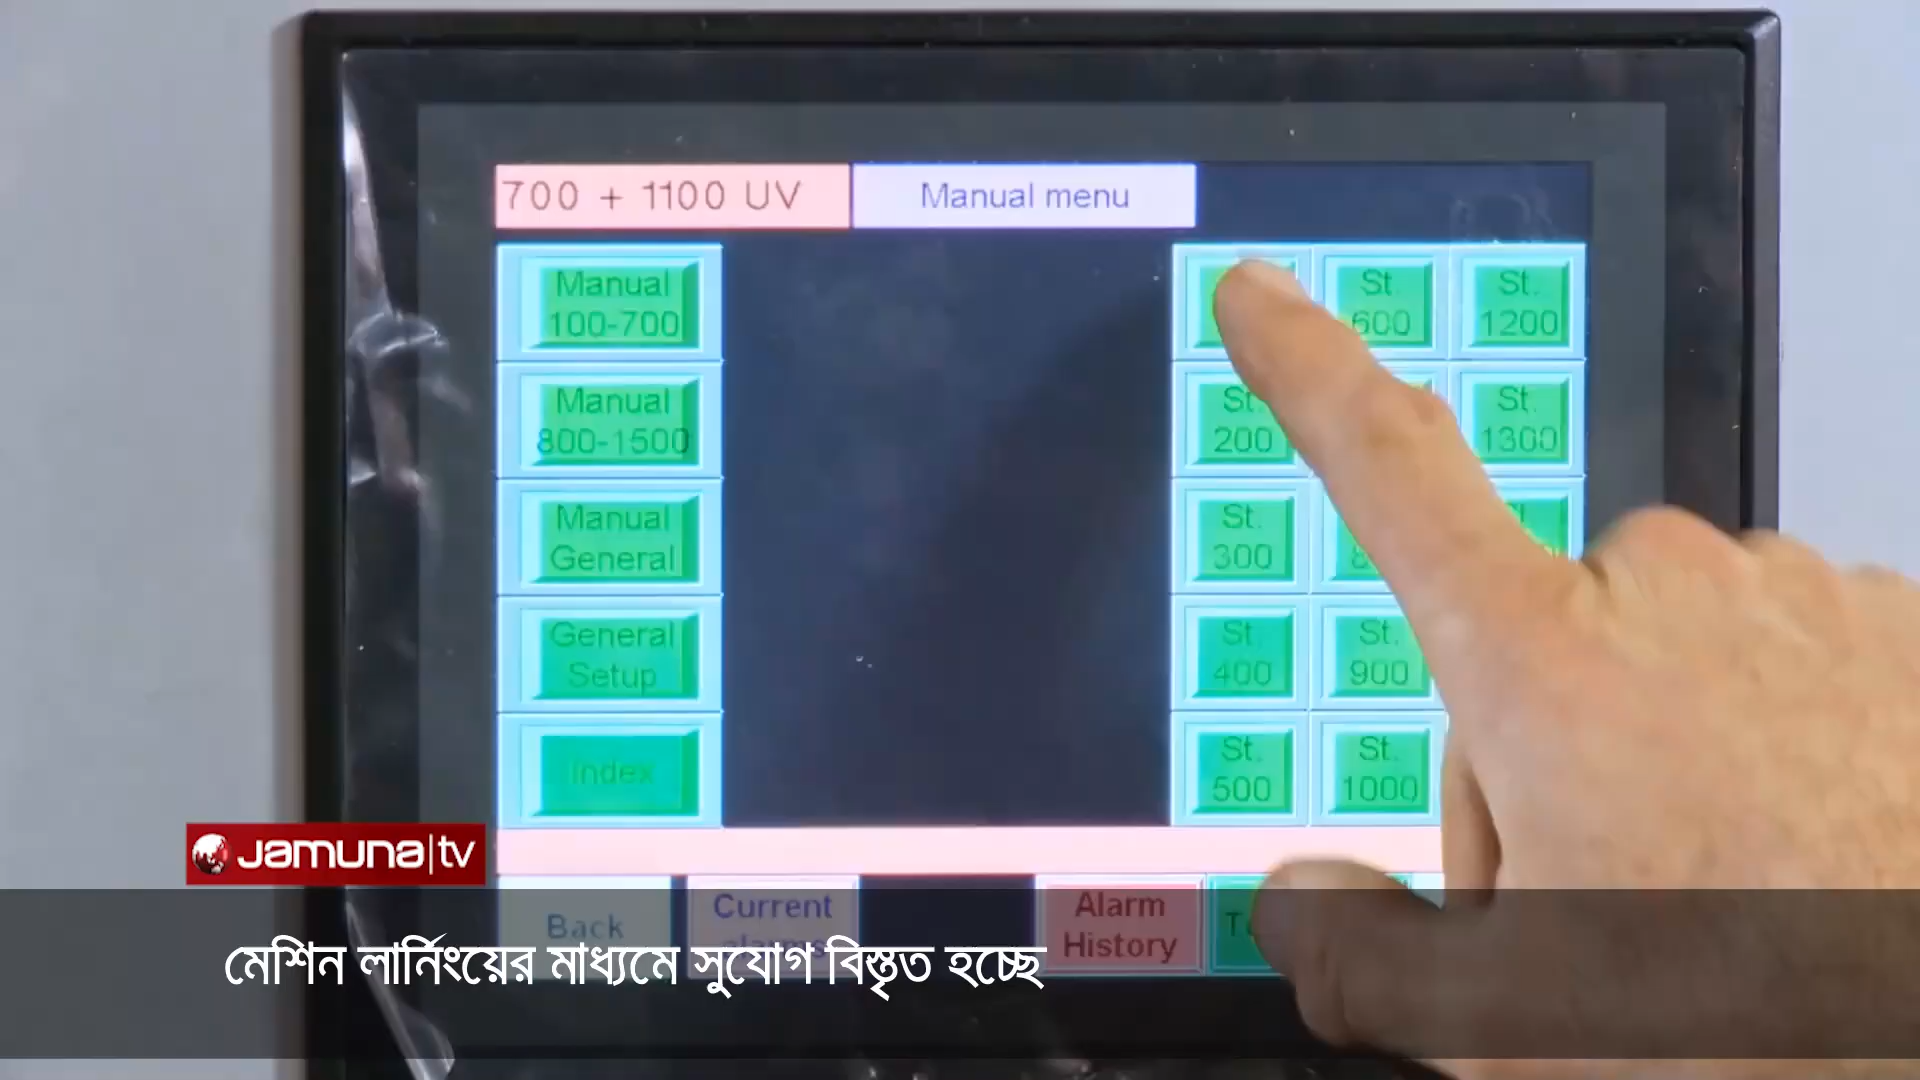 700 + 1100 UV
Manual menu
Manual
100-700
St.
600
St.
1200
Manual
800-1500
St.
200
St.
1300
Manual
General
St.
300
General
Setup
St.
400
St.
900
Index
St.
500
St.
1000
Jamuna|tv
Back
Current
alarms
Alarm
History
মেশিন লার্নিংয়ের মাধ্যমে সুযোগ বিস্তৃত হচ্ছে